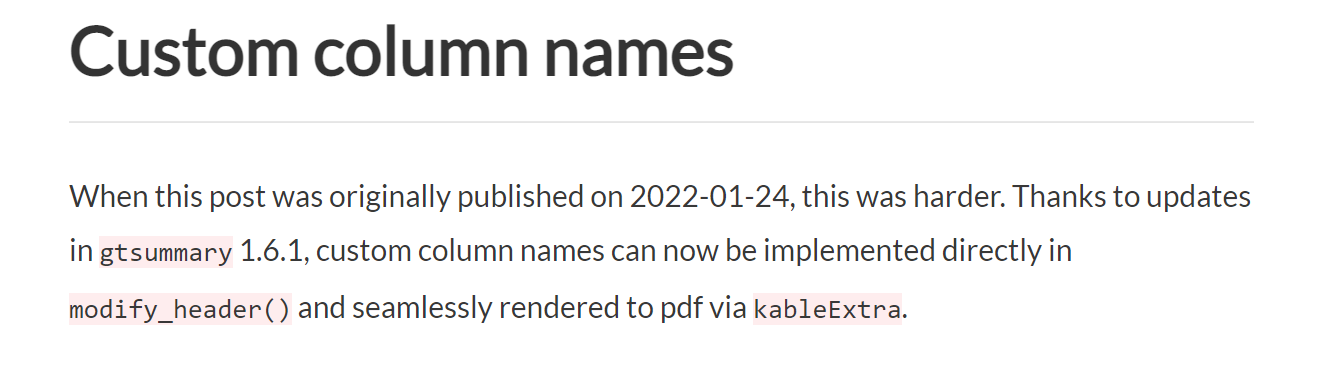 Custom column names
When this post was originally published on 2022-01-24, this was harder. Thanks to updates
in gtsummary 1.6.1, custom column names can now be implemented directly in
modify_header() and seamlessly rendered to pdf via kableExtra.